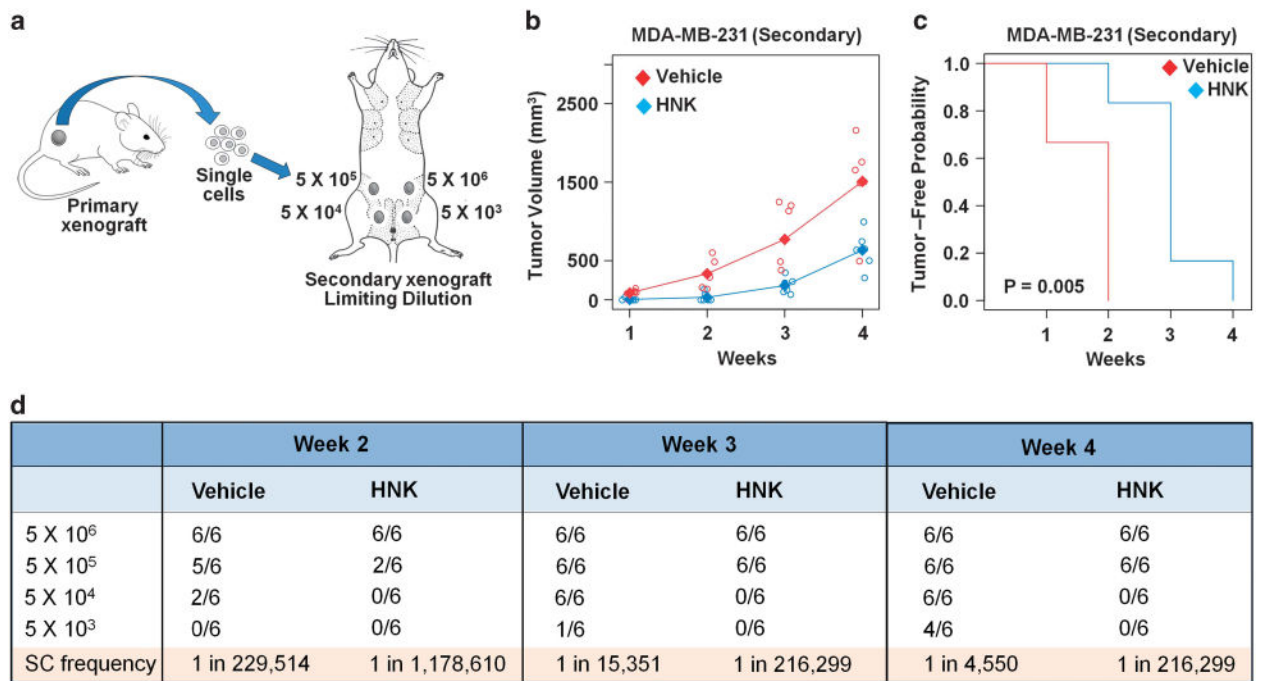 a
Primary
xenograft
Single
cells
5 X 10⁵
5 X 10⁶
5 X 10⁴
5 X 10³
Secondary xenograft
Limiting Dilution
b
MDA-MB-231 (Secondary)
Vehicle
HNK
Tumor Volume (mm³)
2500
1500
500
0
1 2 3 4
Weeks
c
MDA-MB-231 (Secondary)
Vehicle
HNK
Tumor –Free Probability
1.0
0.8
0.6
0.4
0.2
0.0
P = 0.005
1 2 3 4
Weeks
d
Week 2 Week 3 Week 4
Vehicle HNK Vehicle HNK Vehicle HNK
5 X 10⁶ 6/6 6/6 6/6 6/6 6/6 6/6
5 X 10⁵ 5/6 2/6 6/6 6/6 6/6 6/6
5 X 10⁴ 2/6 0/6 6/6 0/6 6/6 0/6
5 X 10³ 0/6 0/6 1/6 0/6 4/6 0/6
SC frequency 1 in 229,514 1 in 1,178,610 1 in 15,351 1 in 216,299 1 in 4,550 1 in 216,299